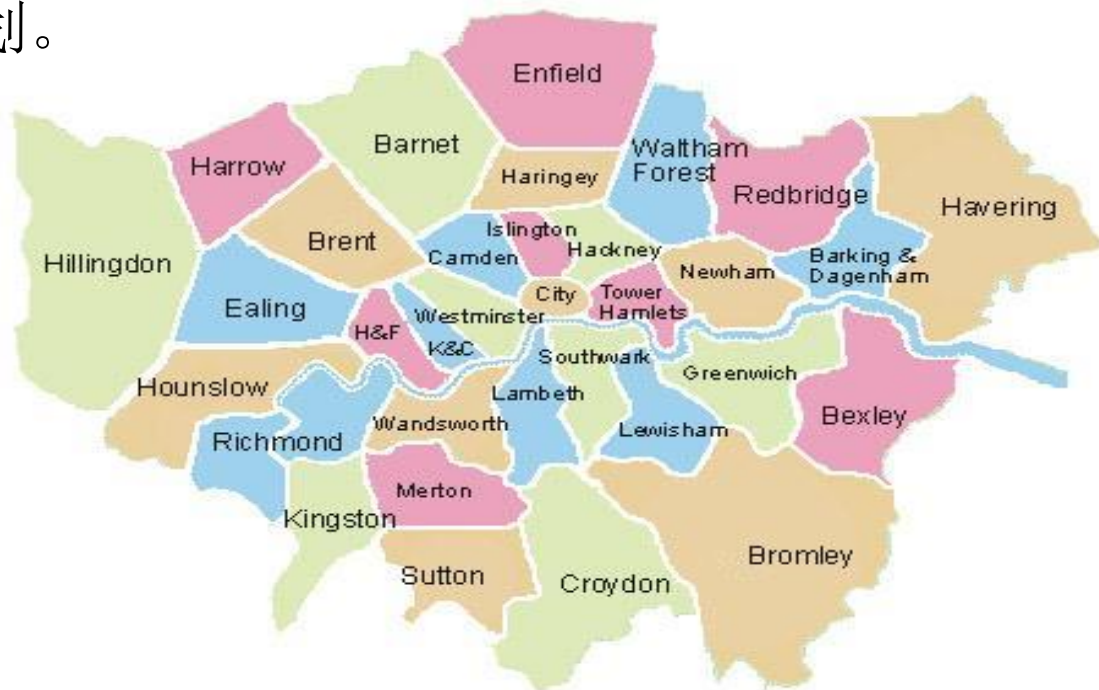 划。
Enfield
Barnet
Waltham
Forest
Harrow
Haringey
Redbridge
Havering
Islington
Hackney
Brent
Camden
Barking &
Dagenham
Hillingdon
Newham
City
Tower
Hamlets
Ealing
Westminster
H&F
K&C
Southwark
Greenwich
Hounslow
Lambeth
Bexley
Wandsworth
Lewisham
Richmond
Merton
Kingston
Bromley
Sutton
Croydon